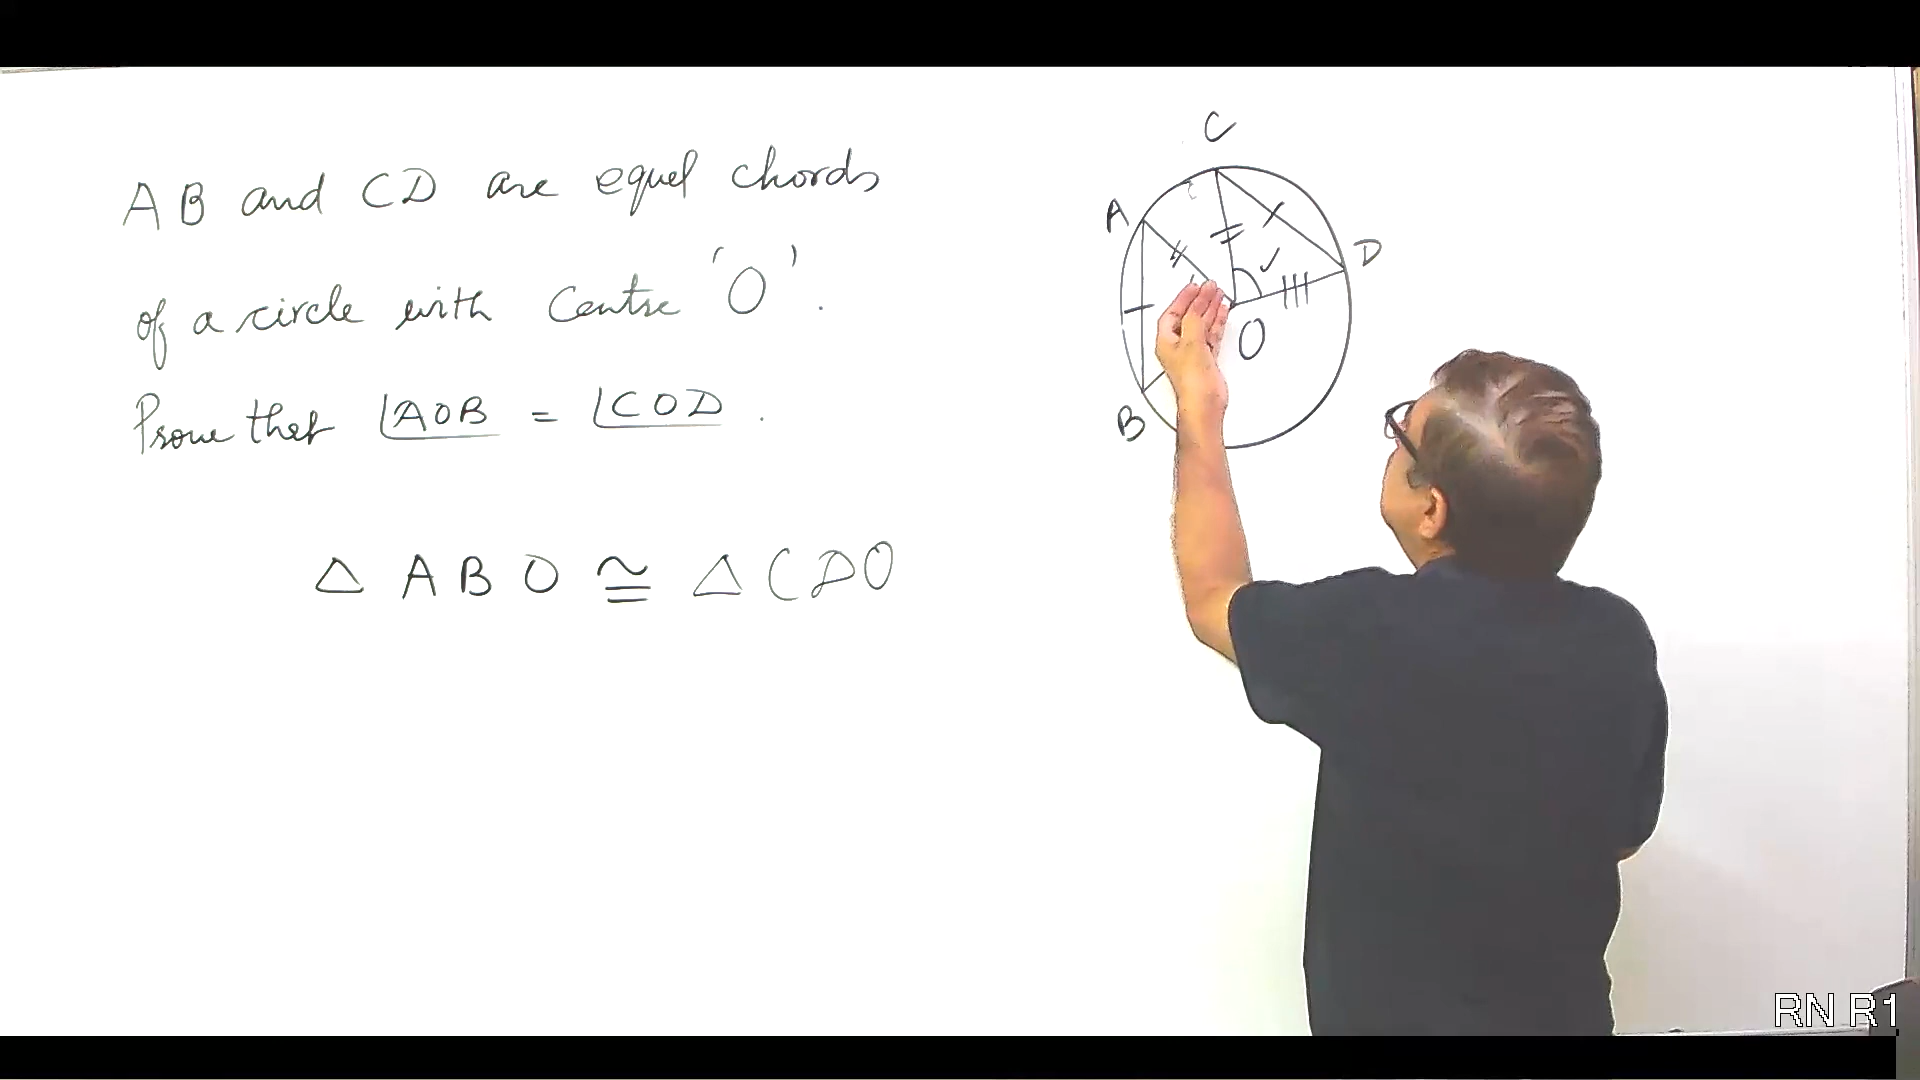 AB and CD are equal chords
of a circle with Centre 'O'.
Prove that ∠AOB = ∠COD.
△ ABO ≅ △ CDO
C
A
D
O
B
RN R1